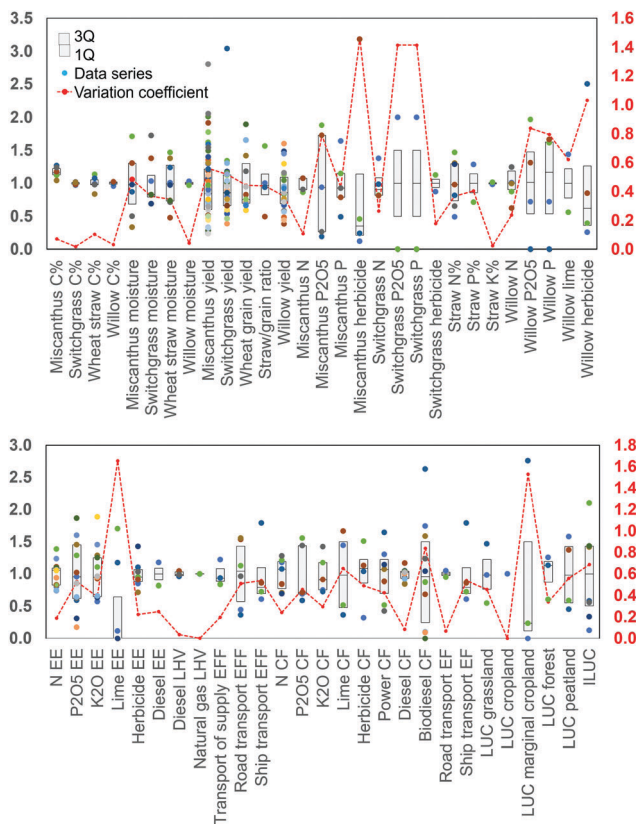 3.5
3.0
2.5
2.0
1.5
1.0
0.5
0.0
3Q
1Q
Data series
Variation coefficient
1.6
1.4
1.2
1.0
0.8
0.6
0.4
0.2
0.0
Miscanthus C%
Switchgrass C%
Wheat straw C%
Willow C%
Miscanthus moisture
Switchgrass moisture
Wheat straw moisture
Willow moisture
Miscanthus yield
Switchgrass yield
Wheat grain yield
Straw/grain ratio
Willow yield
Miscanthus N
Miscanthus P2O5
Miscanthus P
Miscanthus herbicide
Switchgrass N
Switchgrass P2O5
Switchgrass P
Switchgrass herbicide
Straw N%
Straw P%
Straw K%
Willow N
Willow P2O5
Willow P
Willow lime
Willow herbicide
3.0
2.5
2.0
1.5
1.0
0.5
0.0
1.8
1.6
1.4
1.2
1.0
0.8
0.6
0.4
0.2
0.0
N EE
P2O5 EE
K2O EE
Lime EE
Herbicide EE
Diesel EE
Diesel LHV
Natural gas LHV
Transport of supply EFF
Road transport EFF
Ship transport EFF
N CF
P2O5 CF
K2O CF
Lime CF
Herbicide CF
Power CF
Diesel CF
Biodiesel CF
Road transport EF
Ship transport EF
LUC grassland
LUC cropland
LUC marginal cropland
LUC forest
LUC peatland
ILUC